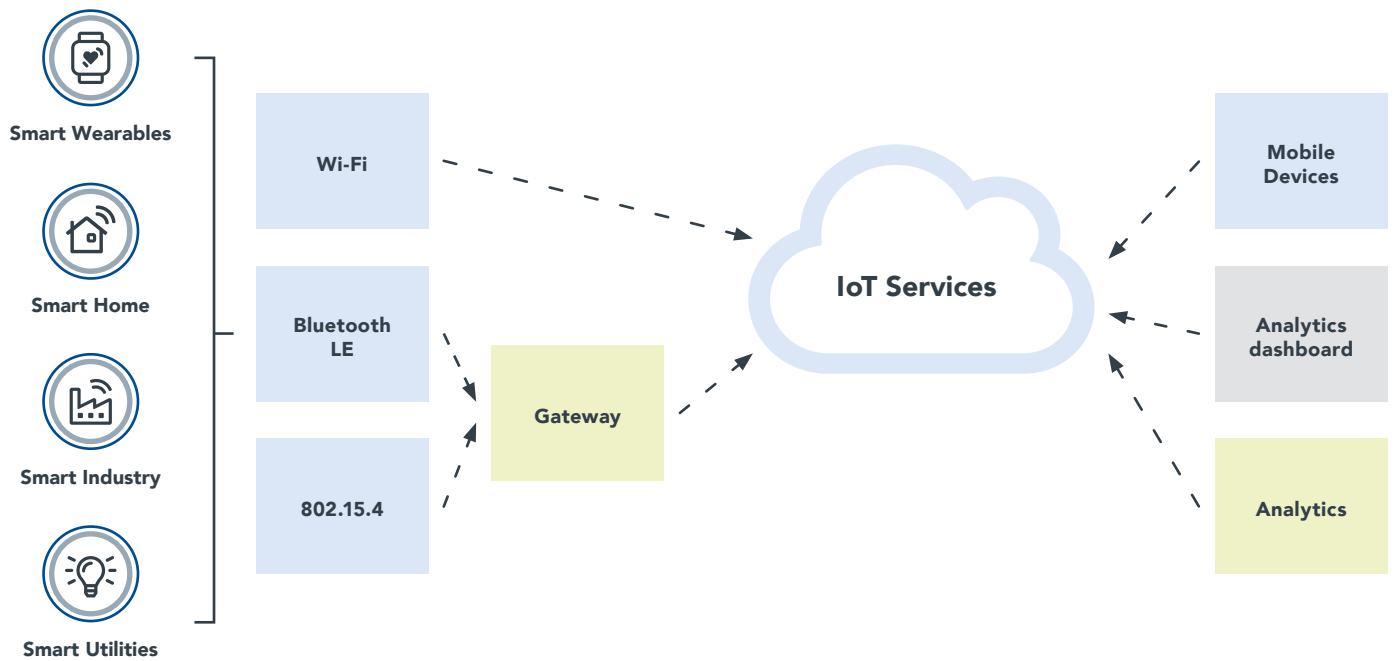 Smart Wearables
Smart Home
Smart Industry
Smart Utilities
Wi-Fi
Bluetooth
LE
802.15.4
Gateway
IoT Services
Mobile
Devices
Analytics
dashboard
Analytics